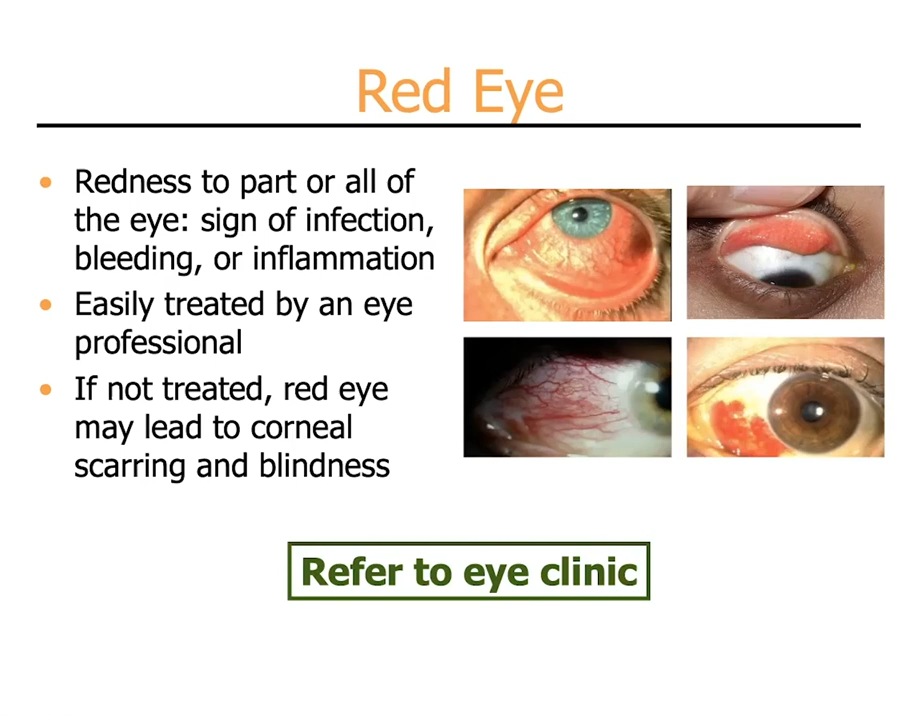 Red Eye
• Redness to part or all of
the eye: sign of infection,
bleeding, or inflammation
• Easily treated by an eye
professional
• If not treated, red eye
may lead to corneal
scarring and blindness
Refer to eye clinic